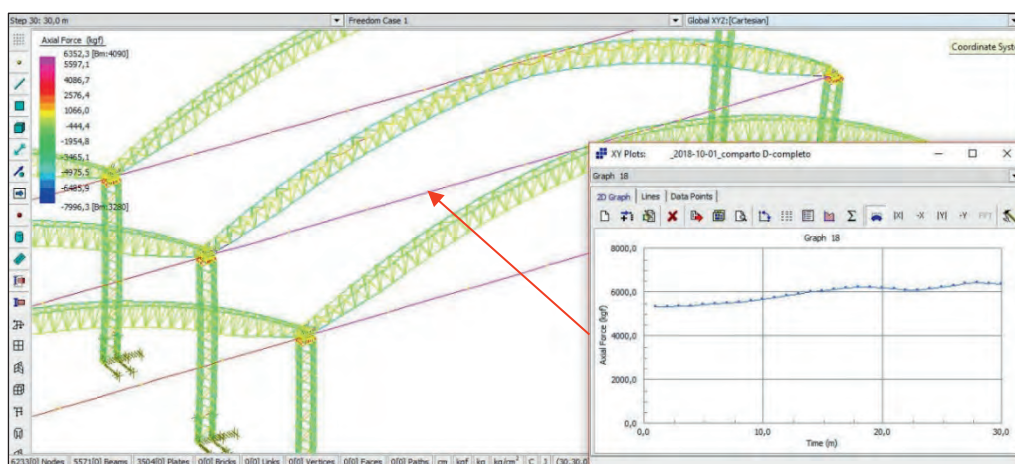 Step 30: 30,0 m
Freedom Case 1
Global XYZ:[Cartesian]
Coordinate Syst
Axial Force (kgf)
6352,3 [Bm:4090]
5597,1
4086,7
2576,4
1066,0
-444,4
-1954,8
-3465,1
-4975,5
-6485,9
-7996,3 [Bm:3280]
XY Plots: _2018-10-01_comparto D-completo
Graph 18
2D Graph Lines Data Points
|X| -X |Y| -Y
Graph 18
8000,0
6000,0
4000,0
2000,0
0,0
Axial Force (kgf)
0,0 10,0 20,0 30,0
Time (m)
6233[0] Nodes 5571[0] Beams 3504[0] Plates 0[0] Bricks 0[0] Links 0[0] Vertices 0[0] Faces 0[0] Paths cm kgf kg kg/cm² C J